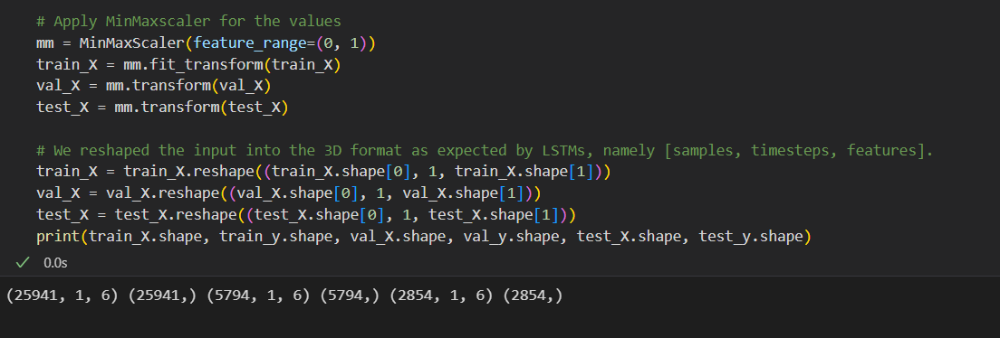 # Apply MinMaxscaler for the values
mm = MinMaxScaler(feature_range=(0, 1))
train_X = mm.fit_transform(train_X)
val_X = mm.transform(val_X)
test_X = mm.transform(test_X)
# We reshaped the input into the 3D format as expected by LSTMs, namely [samples, timesteps, features].
train_X = train_X.reshape((train_X.shape[0], 1, train_X.shape[1]))
val_X = val_X.reshape((val_X.shape[0], 1, val_X.shape[1]))
test_X = test_X.reshape((test_X.shape[0], 1, test_X.shape[1]))
print(train_X.shape, train_y.shape, val_X.shape, val_y.shape, test_X.shape, test_y.shape)
0.0s
(25941, 1, 6) (25941,) (5794, 1, 6) (5794,) (2854, 1, 6) (2854,)